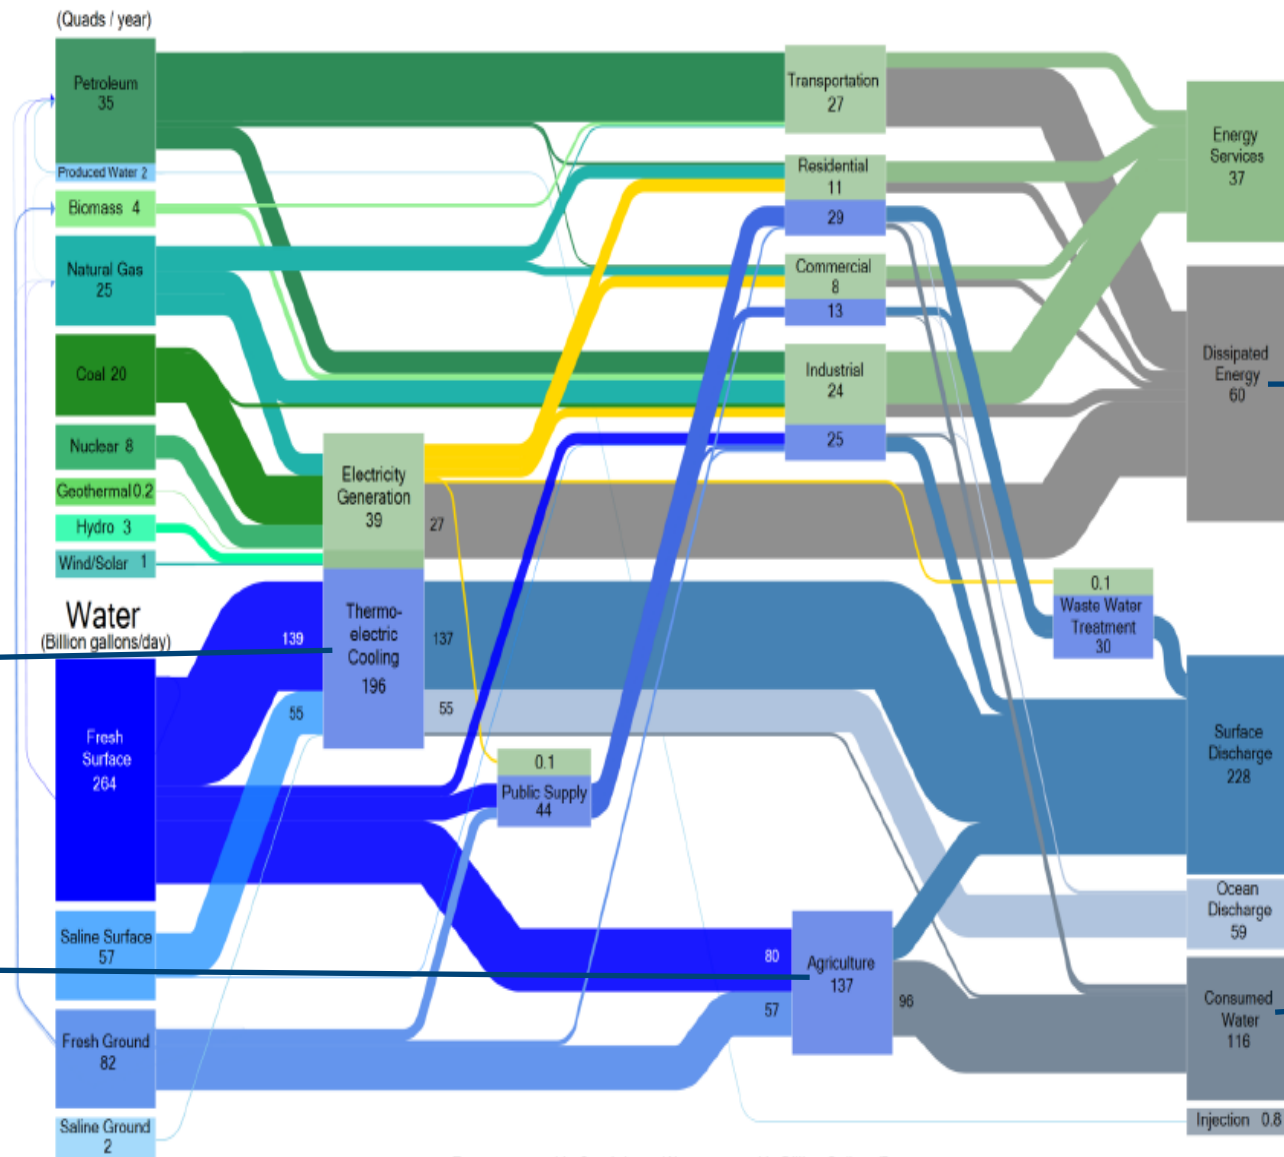 (Quads / year)
Petroleum
35
Produced Water 2
Biomass 4
Natural Gas
25
Coal 20
Nuclear 8
Geothermal 0.2
Hydro 3
Wind/Solar 1
Water
(Billion gallons/day)
Fresh
Surface
264
Saline Surface
57
Fresh Ground
82
Saline Ground
2
Electricity
Generation
39
27
Thermo-
electric
Cooling
196
139
55
137
55
0.1
Public Supply
44
Transportation
27
Residential
11
29
Commercial
8
13
Industrial
24
25
80
57
Agriculture
137
96
0.1
Waste Water
Treatment
30
Energy
Services
37
Dissipated
Energy
60
Surface
Discharge
228
Ocean
Discharge
59
Consumed
Water
116
Injection 0.8